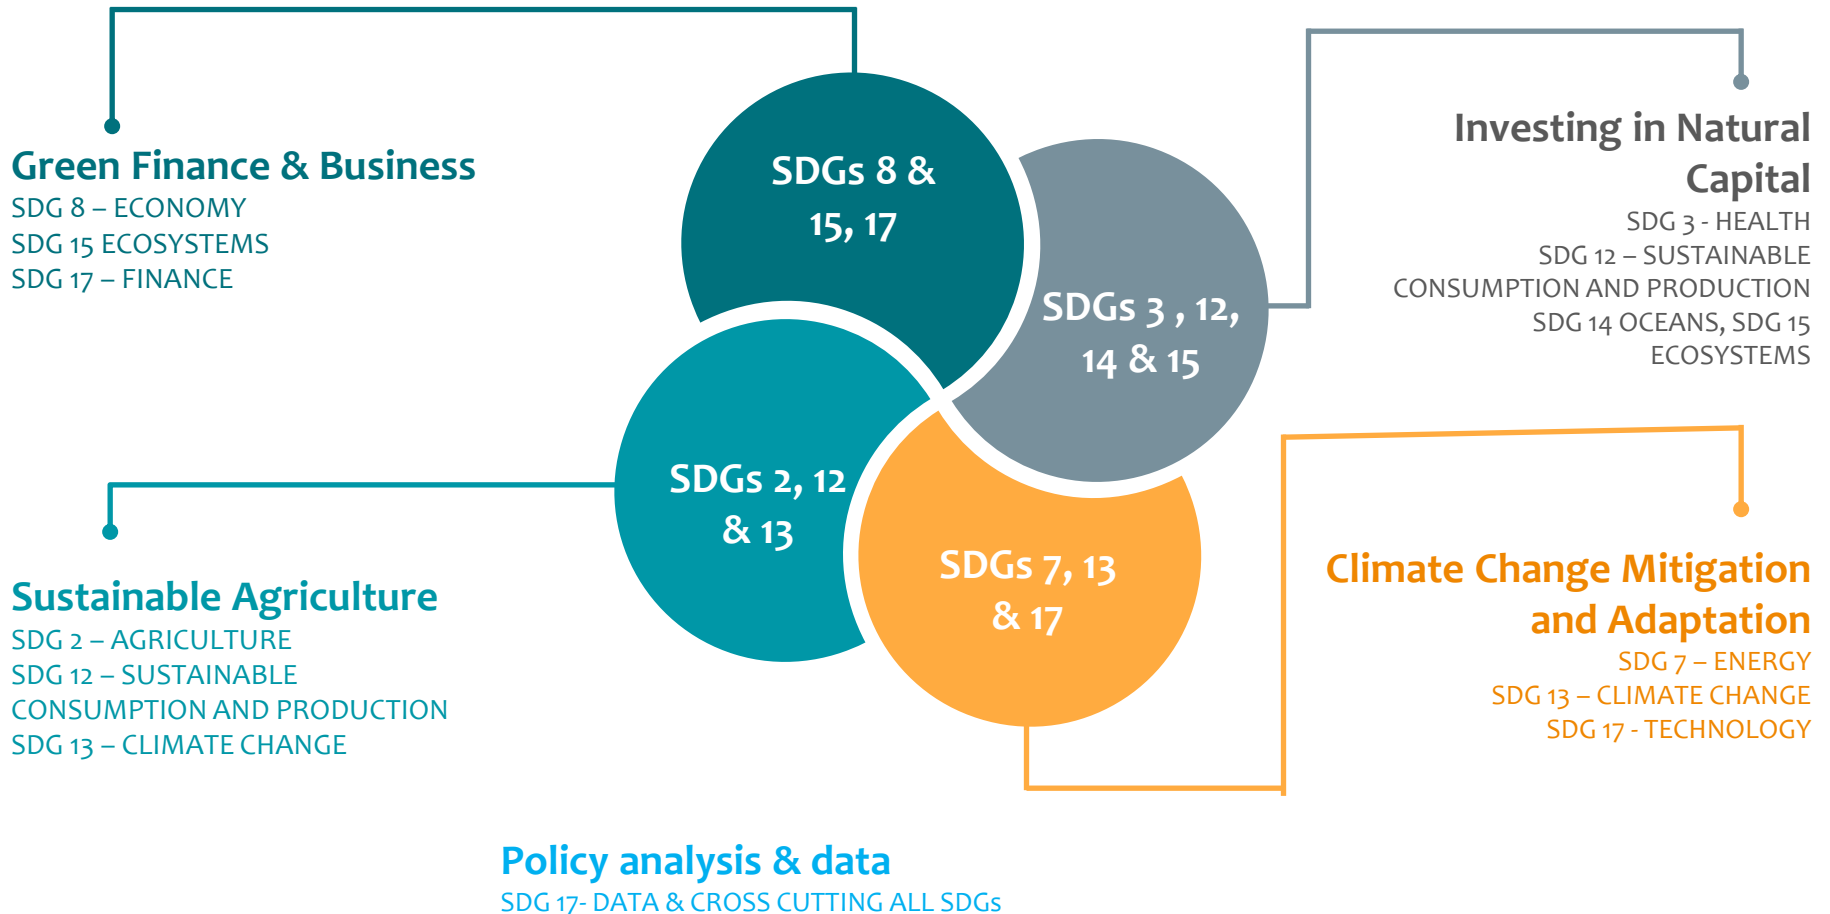 Green Finance & Business
SDG 8 – ECONOMY
SDG 15 ECOSYSTEMS
SDG 17 – FINANCE
SDGs 8 &
15, 17
Investing in Natural
Capital
SDG 3 - HEALTH
SDG 12 – SUSTAINABLE
CONSUMPTION AND PRODUCTION
SDG 14 OCEANS, SDG 15
ECOSYSTEMS
SDGs 3 , 12,
14 & 15
SDGs 2, 12
& 13
Sustainable Agriculture
SDG 2 – AGRICULTURE
SDG 12 – SUSTAINABLE
CONSUMPTION AND PRODUCTION
SDG 13 – CLIMATE CHANGE
SDGs 7, 13
& 17
Climate Change Mitigation
and Adaptation
SDG 7 – ENERGY
SDG 13 – CLIMATE CHANGE
SDG 17 - TECHNOLOGY
Policy analysis & data
SDG 17- DATA & CROSS CUTTING ALL SDGs